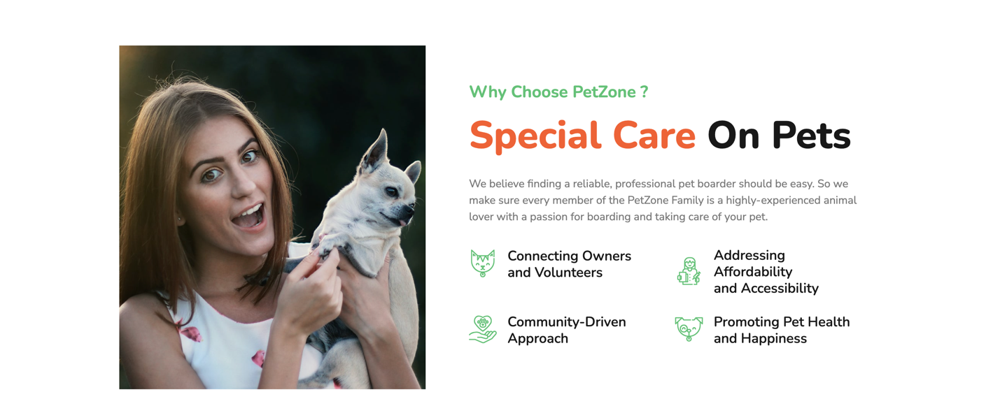 Why Choose PetZone ?
Special Care On Pets
We believe finding a reliable, professional pet boarder should be easy. So we
make sure every member of the PetZone Family is a highly-experienced animal
lover with a passion for boarding and taking care of your pet.
Connecting Owners
and Volunteers
Addressing
Affordability
and Accessibility
Community-Driven
Approach
Promoting Pet Health
and Happiness